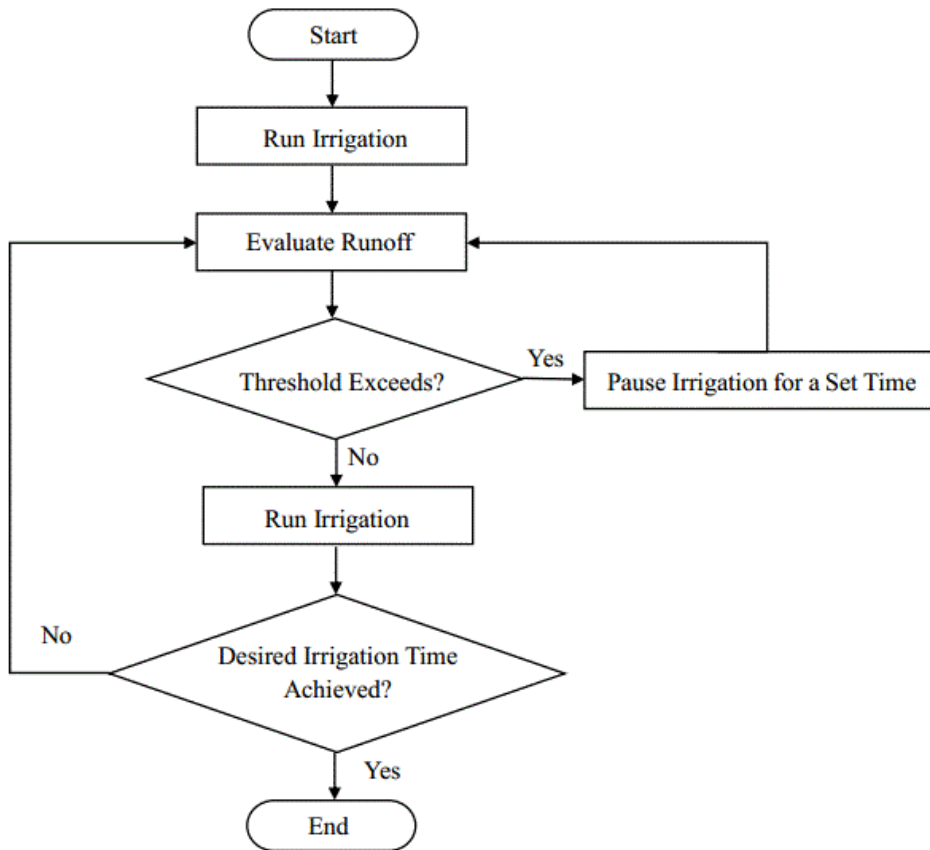 Start
Run Irrigation
Evaluate Runoff
Threshold Exceeds?
Yes
Pause Irrigation for a Set Time
No
Run Irrigation
No
Desired Irrigation Time
Achieved?
Yes
End